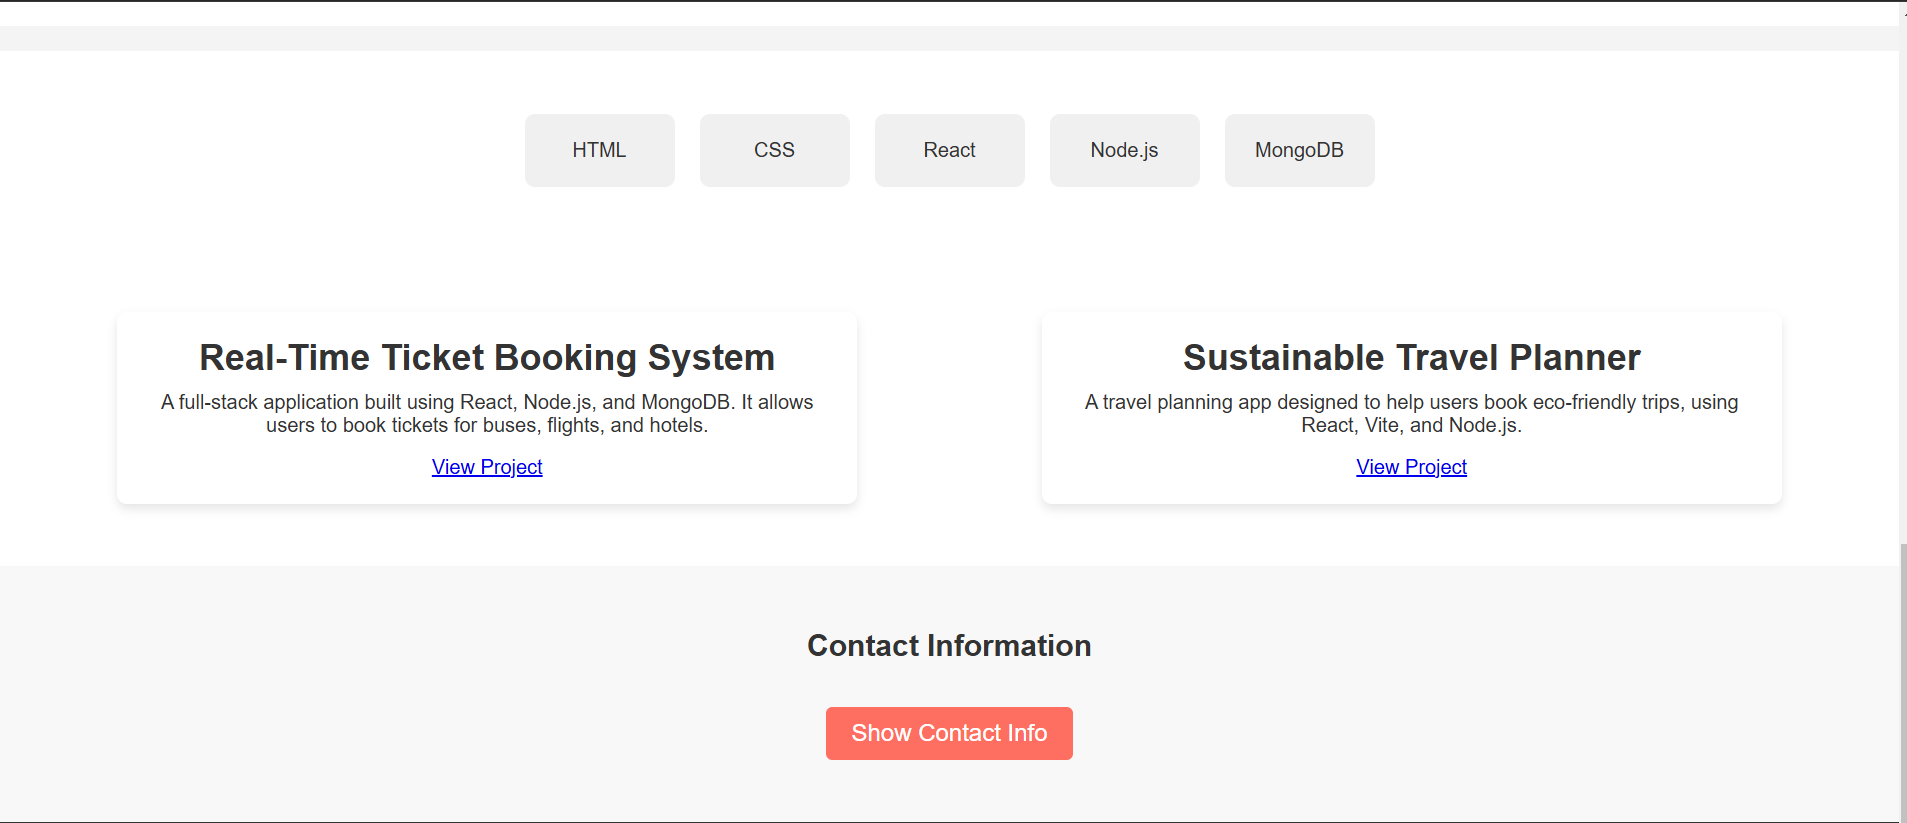 HTML
CSS
React
Node.js
MongoDB
Real-Time Ticket Booking System
A full-stack application built using React, Node.js, and MongoDB. It allows
users to book tickets for buses, flights, and hotels.
View Project
Sustainable Travel Planner
A travel planning app designed to help users book eco-friendly trips, using
React, Vite, and Node.js.
View Project
Contact Information
Show Contact Info